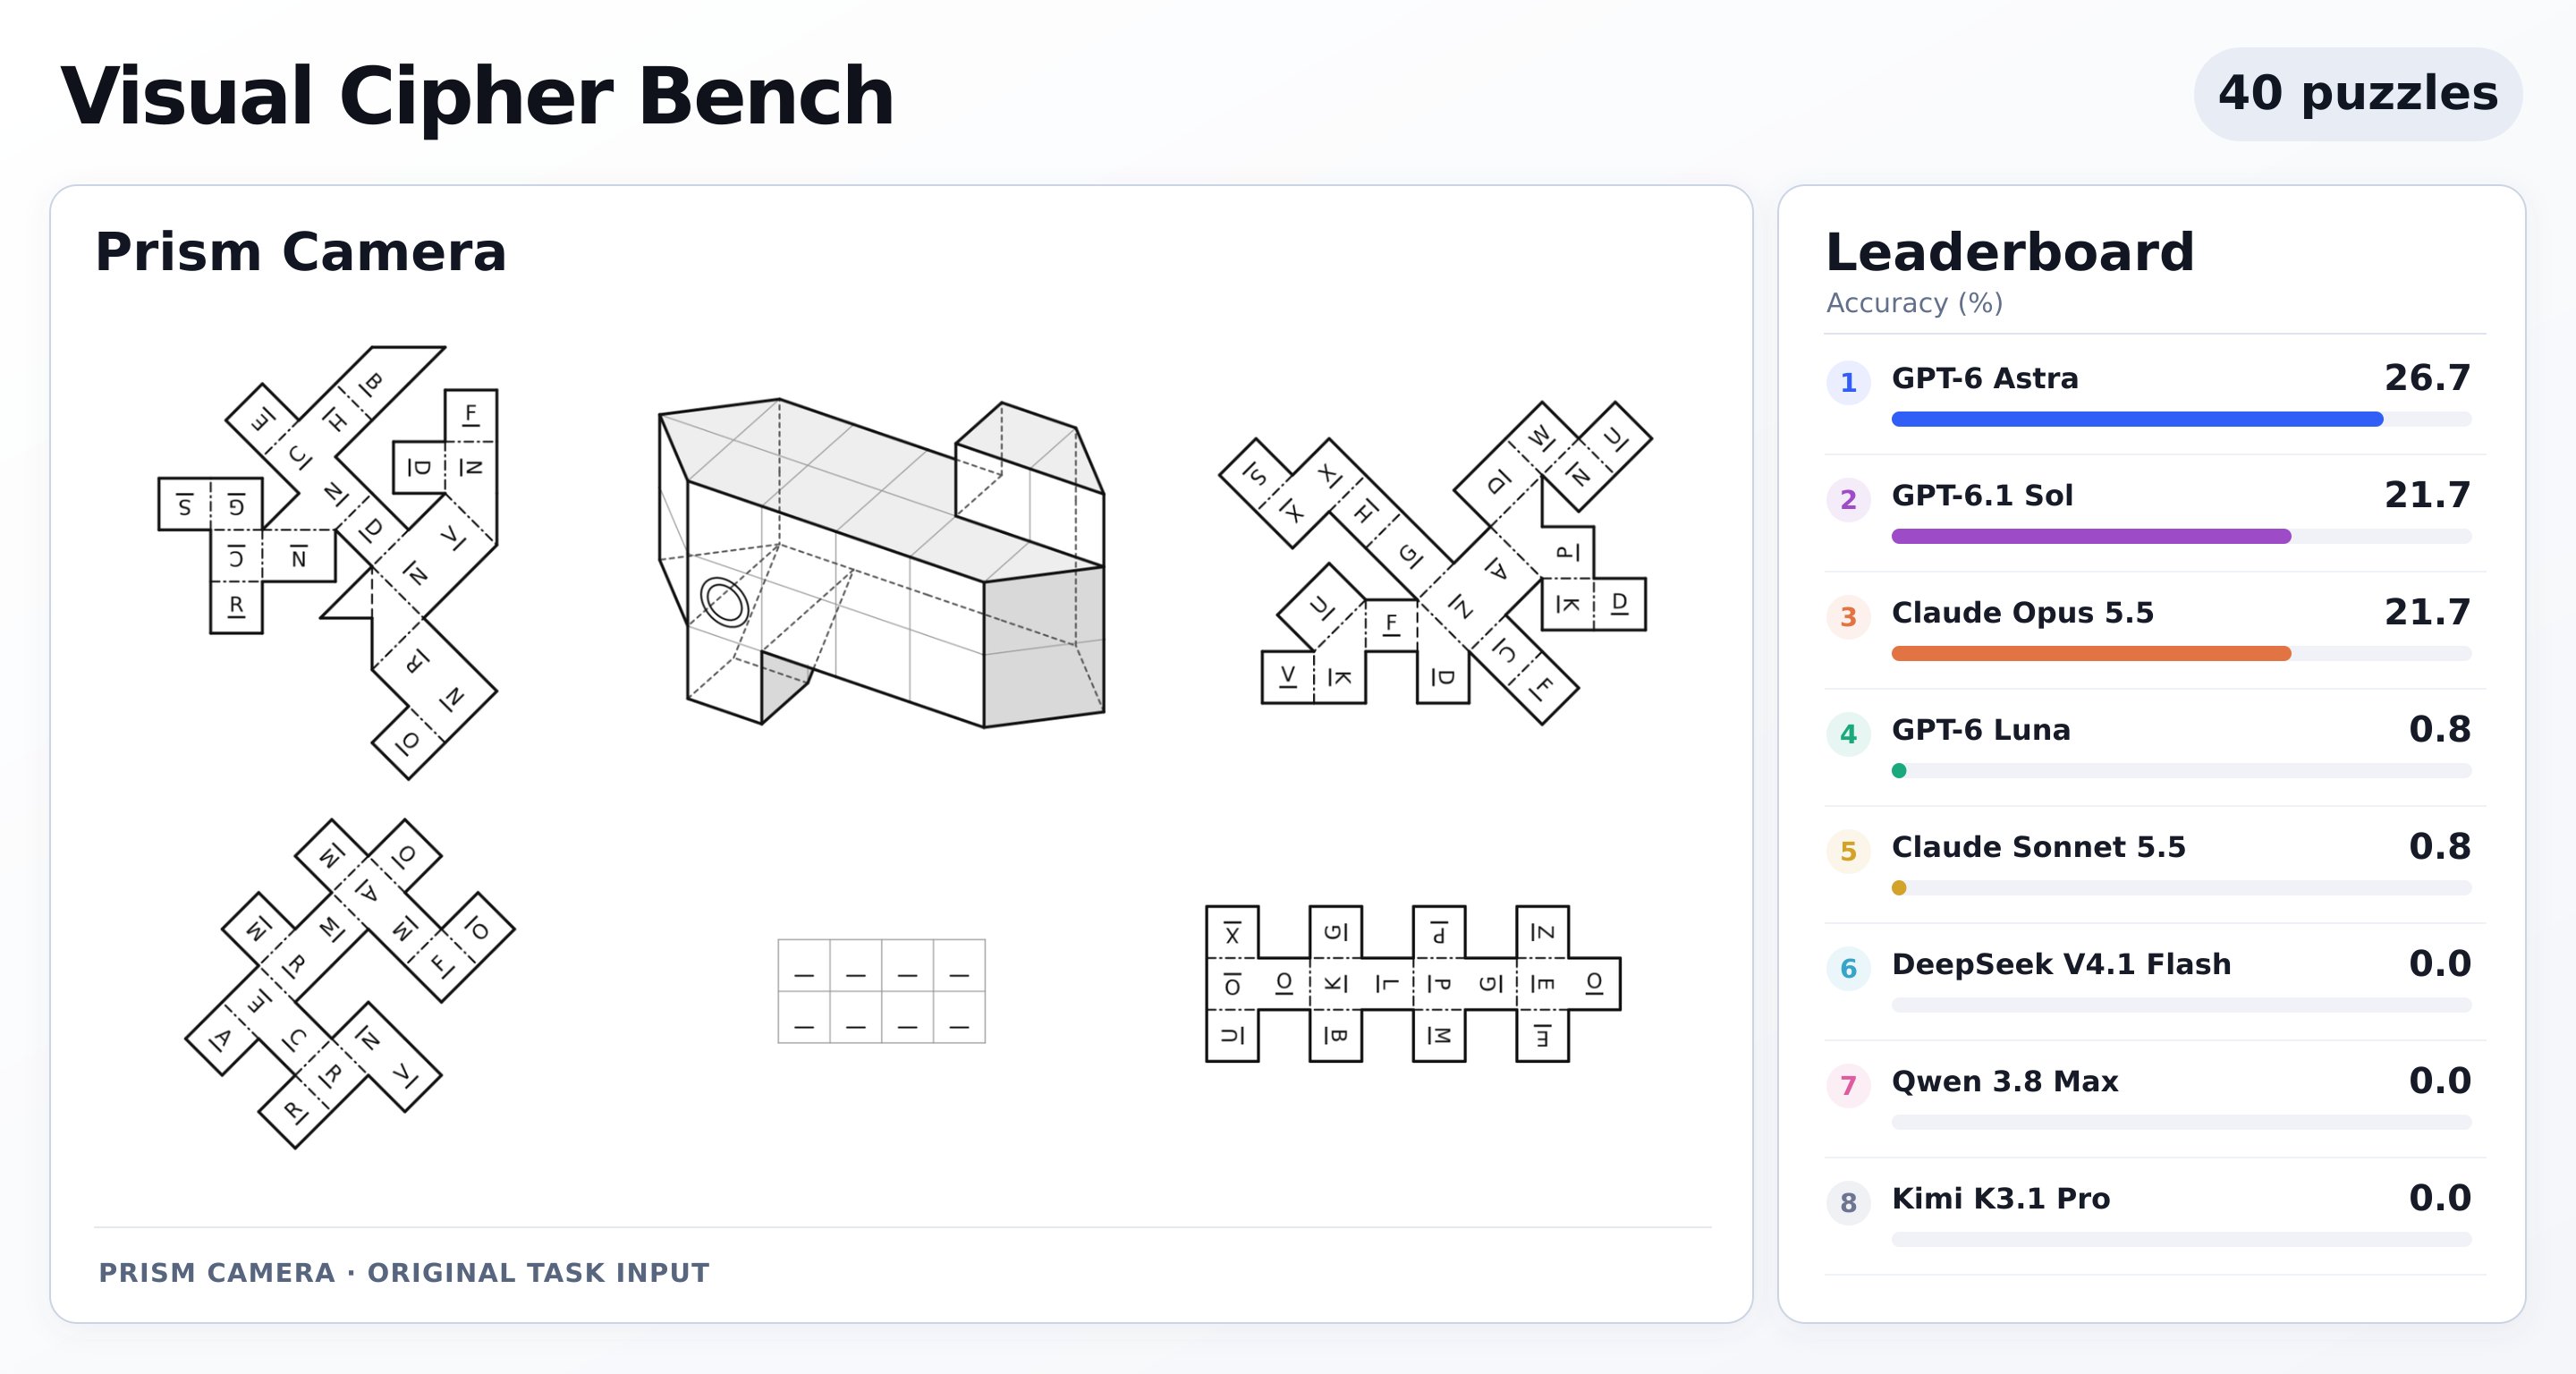 Visual Cipher Bench
40 puzzles
Prism Camera
B
E
H
F
C
D
N
N
S
G
D
V
C
N
N
R
R
N
O
W
U
S
X
D
N
X
H
G
A
P
U
F
Z
K
D
V
K
D
C
F
M
O
A
M
M
M
O
R
F
E
A
C
N
R
V
R
X
G
P
Z
O
O
K
L
P
G
E
O
U
B
M
E
PRISM CAMERA · ORIGINAL TASK INPUT
Leaderboard
Accuracy (%)
1 GPT-6 Astra 26.7
2 GPT-6.1 Sol 21.7
3 Claude Opus 5.5 21.7
4 GPT-6 Luna 0.8
5 Claude Sonnet 5.5 0.8
6 DeepSeek V4.1 Flash 0.0
7 Qwen 3.8 Max 0.0
8 Kimi K3.1 Pro 0.0